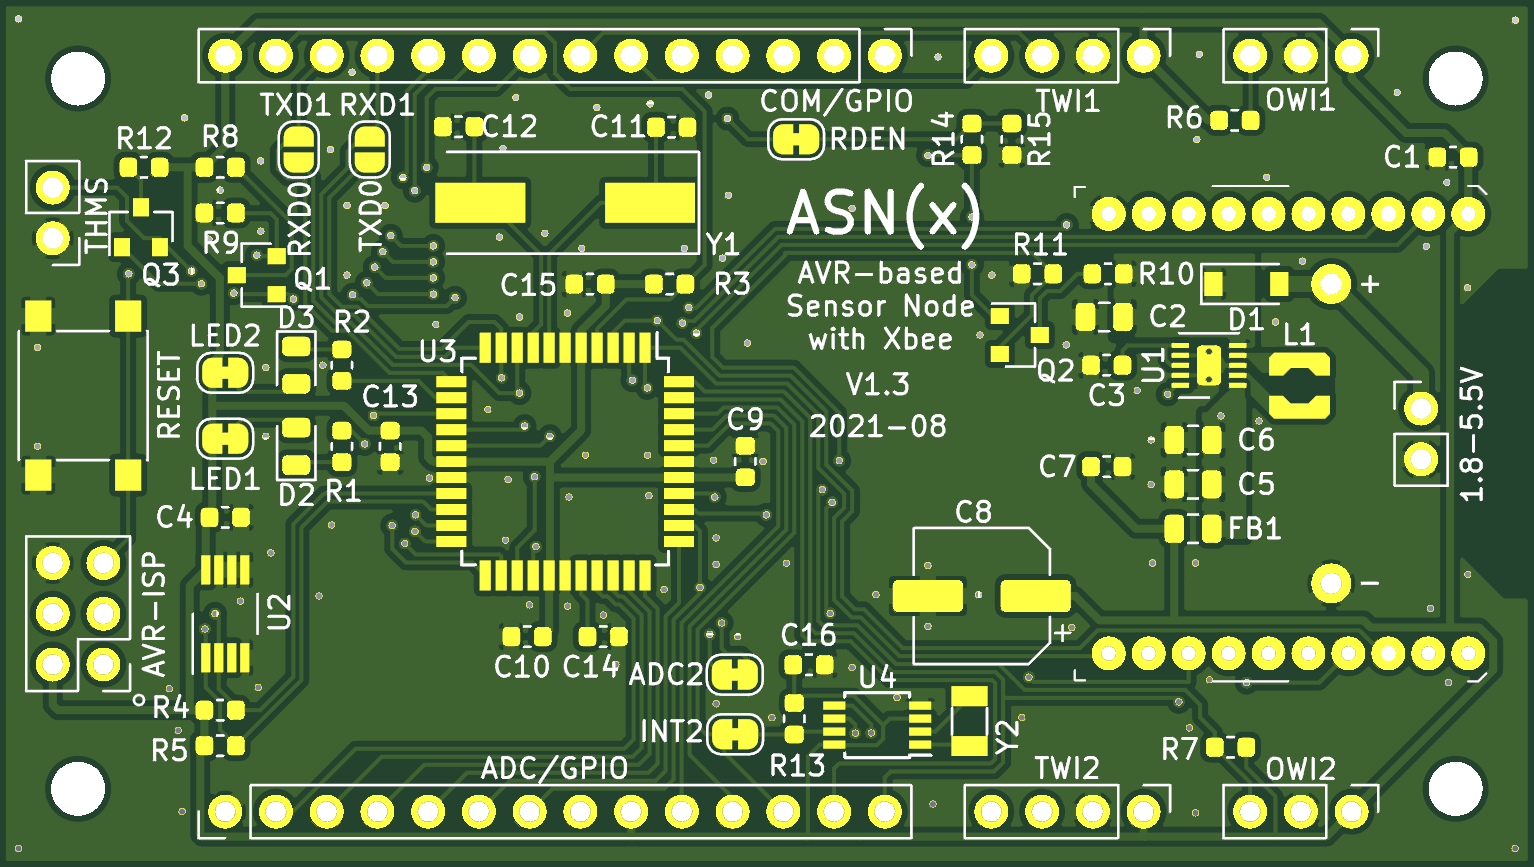 COM/GPIO
TWI1
OWI1
TXD1
RXD1
C12
C11
RDEN
R14
R15
R6
C1
R12
R8
THMS
R9
RXD0
TXD0
Q3
Q1
Y1
ASN(x)
AVR-based
Sensor Node
with Xbee
V1.3
2021-08
R11
R10
C15
R3
D3
R2
LED2
U3
C2
D1
+
L1
U1
Q2
C3
RESET
C13
C9
C6
1.8-5.5V
C7
C5
LED1
D2
R1
C4
C8
FB1
AVR-ISP
U2
−
+
C10
C14
C16
ADC2
U4
R4
INT2
Y2
R5
R13
R7
ADC/GPIO
TWI2
OWI2